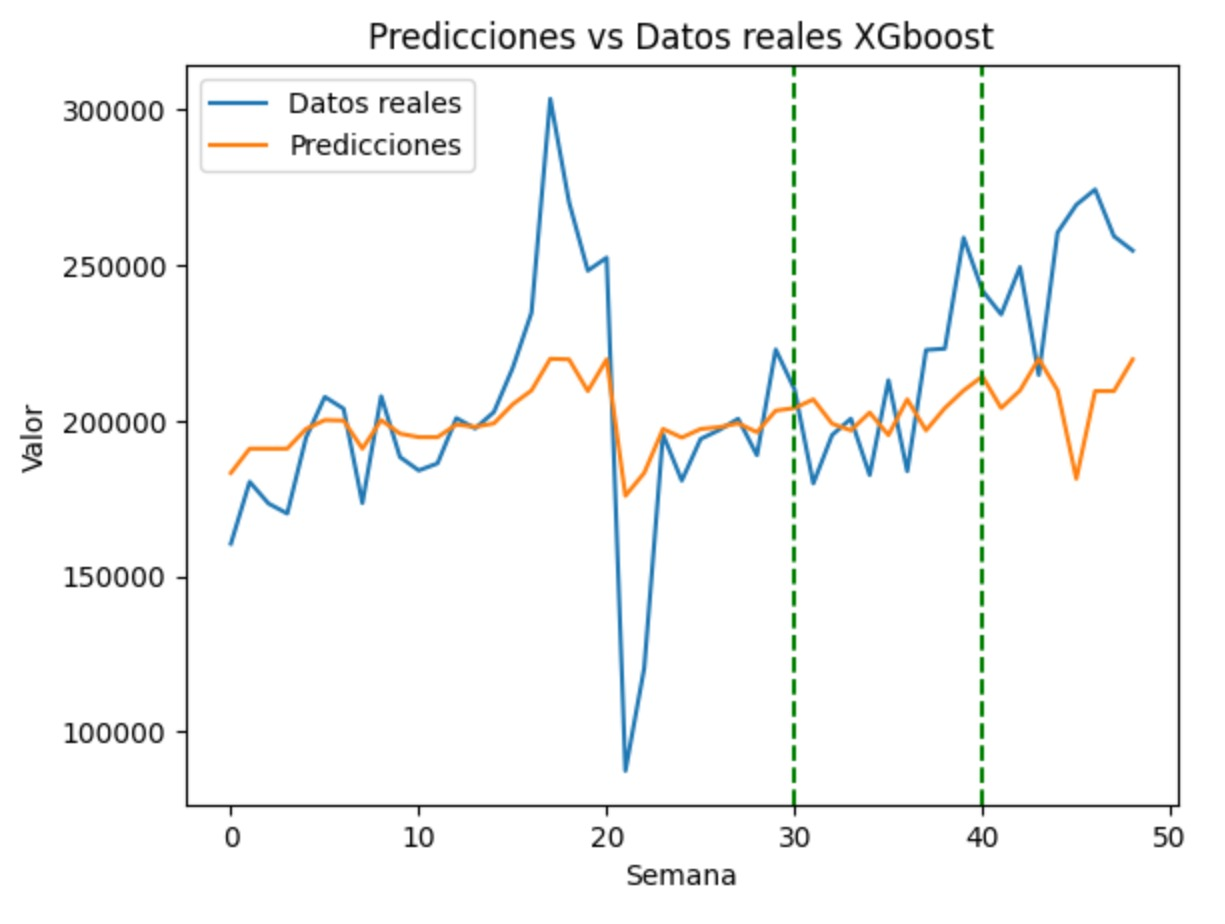 Predicciones vs Datos reales XGboost
Datos reales
Predicciones
300000
250000
200000
150000
100000
Valor
0 10 20 30 40 50
Semana